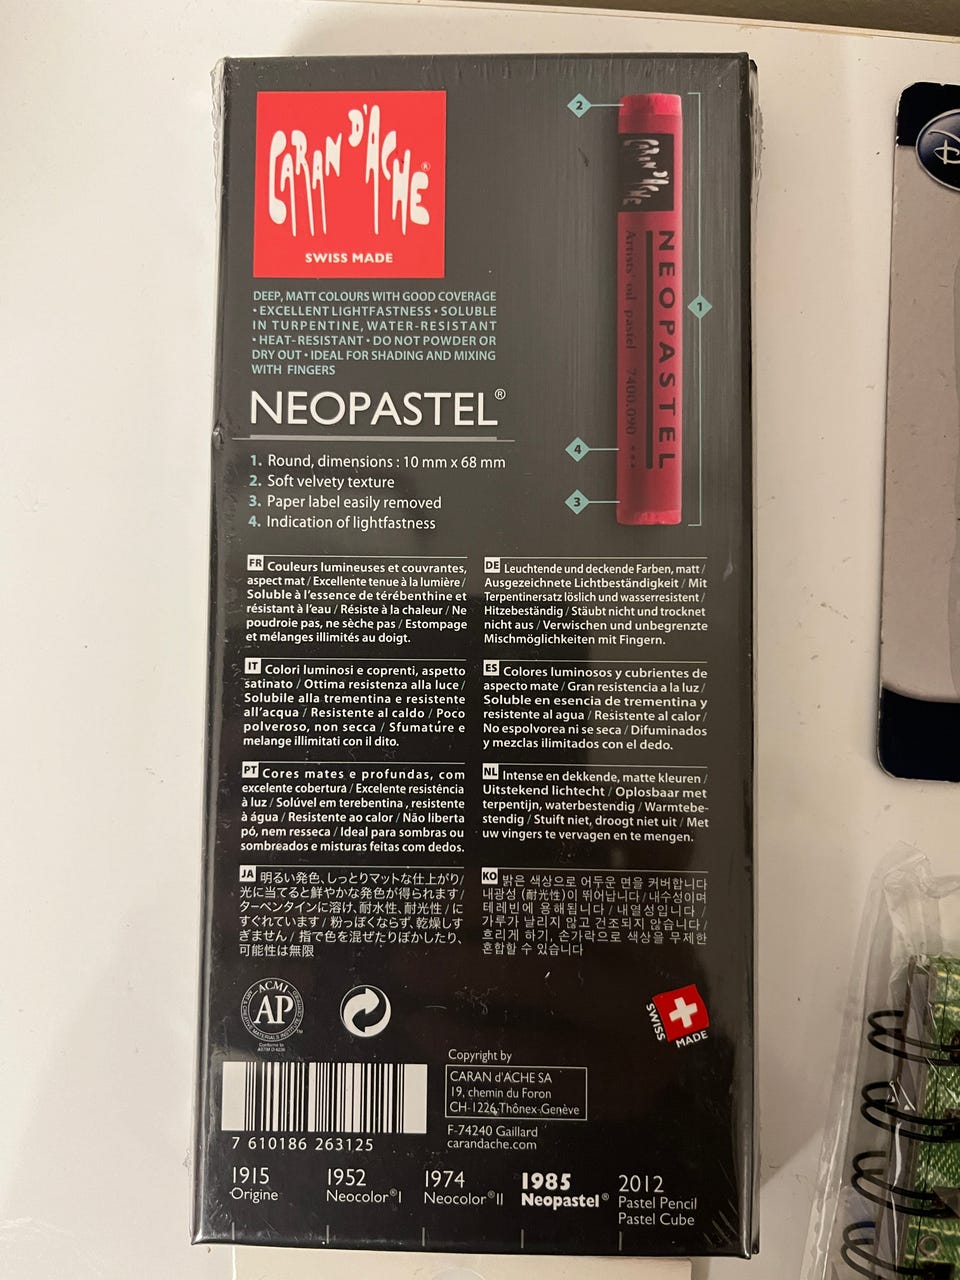 CARAN D'ACHE®
SWISS MADE
DEEP, MATT COLOURS WITH GOOD COVERAGE
• EXCELLENT LIGHTFASTNESS • SOLUBLE
IN TURPENTINE, WATER-RESISTANT
• HEAT-RESISTANT • DO NOT POWDER OR
DRY OUT • IDEAL FOR SHADING AND MIXING
WITH FINGERS
NEOPASTEL®
1. Round, dimensions : 10 mm x 68 mm
2. Soft velvety texture
3. Paper label easily removed
4. Indication of lightfastness
2
1
4
3
CARAN D'ACHE
NEOPASTEL
Artists' oil pastel 7400.090 ***
FR Couleurs lumineuses et couvrantes,
aspect mat / Excellente tenue à la lumière /
Soluble à l'essence de térébenthine et
résistant à l'eau / Résiste à la chaleur / Ne
poudroie pas, ne sèche pas / Estompage
et mélanges illimités au doigt.
DE Leuchtende und deckende Farben, matt /
Ausgezeichnete Lichtbeständigkeit / Mit
Terpentinersatz löslich und wasserresistent /
Hitzebeständig / Stäubt nicht und trocknet
nicht aus / Verwischen und unbegrenzte
Mischmöglichkeiten mit Fingern.
IT Colori luminosi e coprenti, aspetto
satinato / Ottima resistenza alla luce /
Solubile alla trementina e resistente
all'acqua / Resistente al caldo / Poco
polveroso, non secca / Sfumature e
melange illimitati con il dito.
ES Colores luminosos y cubrientes de
aspecto mate / Gran resistencia a la luz /
Soluble en esencia de trementina y
resistente al agua / Resistente al calor /
No espolvorea ni se seca / Difuminados
y mezclas ilimitados con el dedo.
PT Cores mates e profundas, com
excelente cobertura / Excelente resistência
à luz / Solúvel em terebentina , resistente
à água / Resistente ao calor / Não liberta
pó, nem resseca / Ideal para sombras ou
sombreados e misturas feitas com dedos.
NL Intense en dekkende, matte kleuren /
Uitstekend lichtecht / Oplosbaar met
terpentijn, waterbestendig / Warmtebe-
stendig / Stuift niet, droogt niet uit / Met
uw vingers te vervagen en te mengen.
JA 明るい発色、しっとりマットな仕上がり/
光に当てると鮮やかな発色が得られます/
ターペンタインに溶け、耐水性、耐光性/に
すぐれています/粉っぽくならず、乾燥しす
ぎません/指で色を混ぜたりぼかしたり、
可能性は無限
KO 밝은 색상으로 어두운 면을 커버합니다
내광성 (耐光性)이 뛰어납니다/내수성이며
테레빈에 용해됩니다 / 내열성입니다 /
가루가 날리지 않고 건조되지 않습니다/
흐리게 하기, 손가락으로 색상을 무제한
혼합할 수 있습니다
ACMI
AP
ART & CREATIVE MATERIALS INSTITUTE CERTIFIED
TM
Conforms to
ASTM D-4236
SWISS
MADE
Copyright by
CARAN d'ACHE SA
19, chemin du Foron
CH-1226 Thônex-Genève
F-74240 Gaillard
carandache.com
7 610186 263125
1915
Origine
1952
Neocolor® I
1974
Neocolor® II
1985
Neopastel®
2012
Pastel Pencil
Pastel Cube